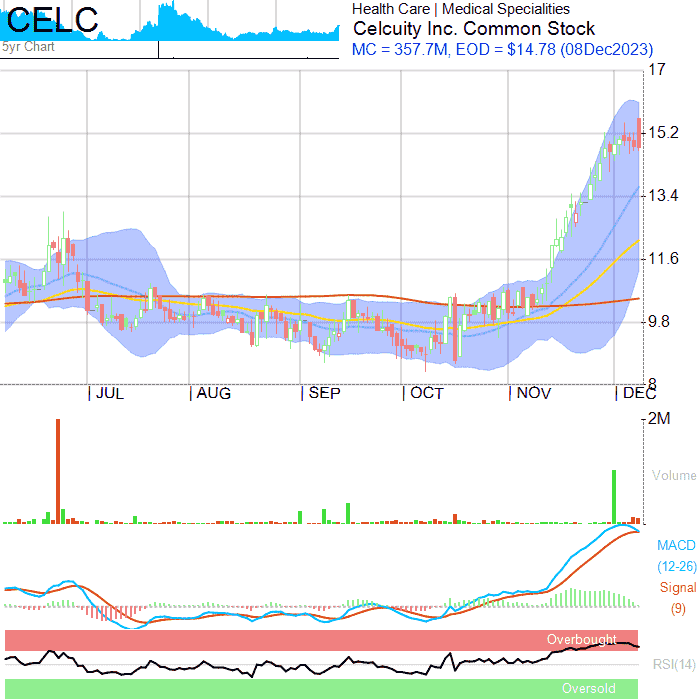 CELC
5yr Chart
Health Care | Medical Specialities
Celcuity Inc. Common Stock
MC = 357.7M, EOD = $14.78 (08Dec2023)
17
15.2
13.4
11.6
9.8
8
JUL AUG SEP OCT NOV DEC
2M
Volume
MACD
(12-26)
Signal
(9)
Overbought
RSI(14)
Oversold